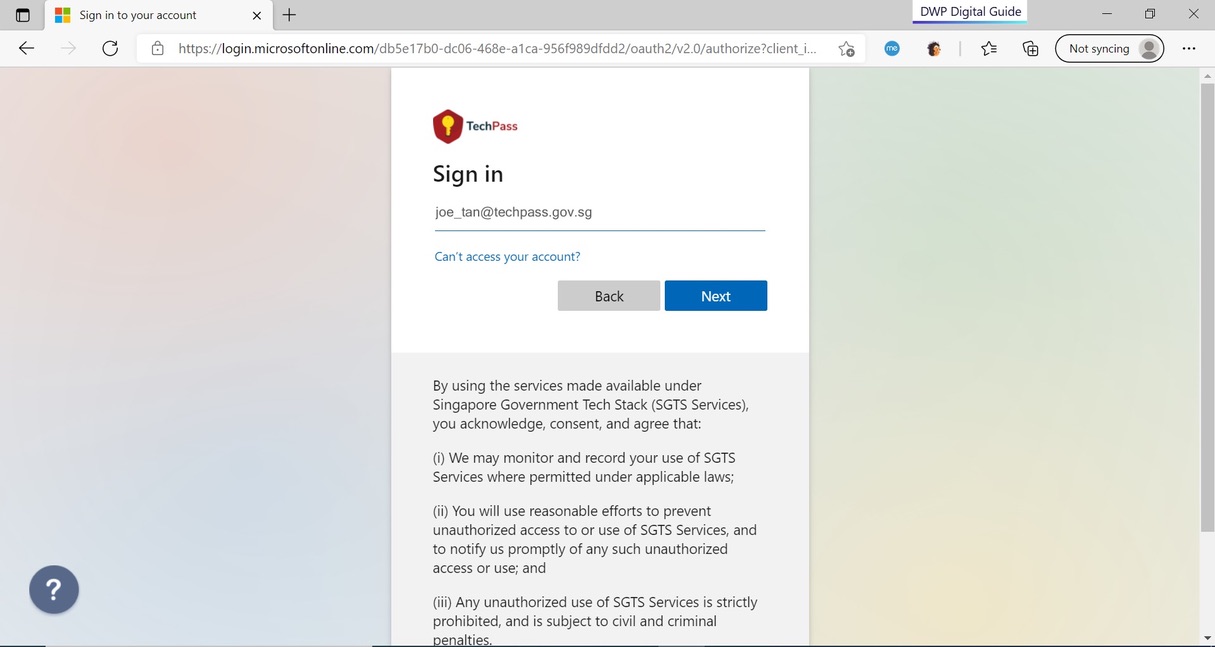 Sign in to your account
DWP Digital Guide
https://login.microsoftonline.com/db5e17b0-dc06-468e-a1ca-956f989dfdd2/oauth2/v2.0/authorize?client_i...
me
Not syncing
TechPass
Sign in
joe_tan@techpass.gov.sg
Can't access your account?
Back
Next
By using the services made available under
Singapore Government Tech Stack (SGTS Services),
you acknowledge, consent, and agree that:
(i) We may monitor and record your use of SGTS
Services where permitted under applicable laws;
(ii) You will use reasonable efforts to prevent
unauthorized access to or use of SGTS Services, and
to notify us promptly of any such unauthorized
access or use; and
(iii) Any unauthorized use of SGTS Services is strictly
prohibited, and is subject to civil and criminal
penalties.
?